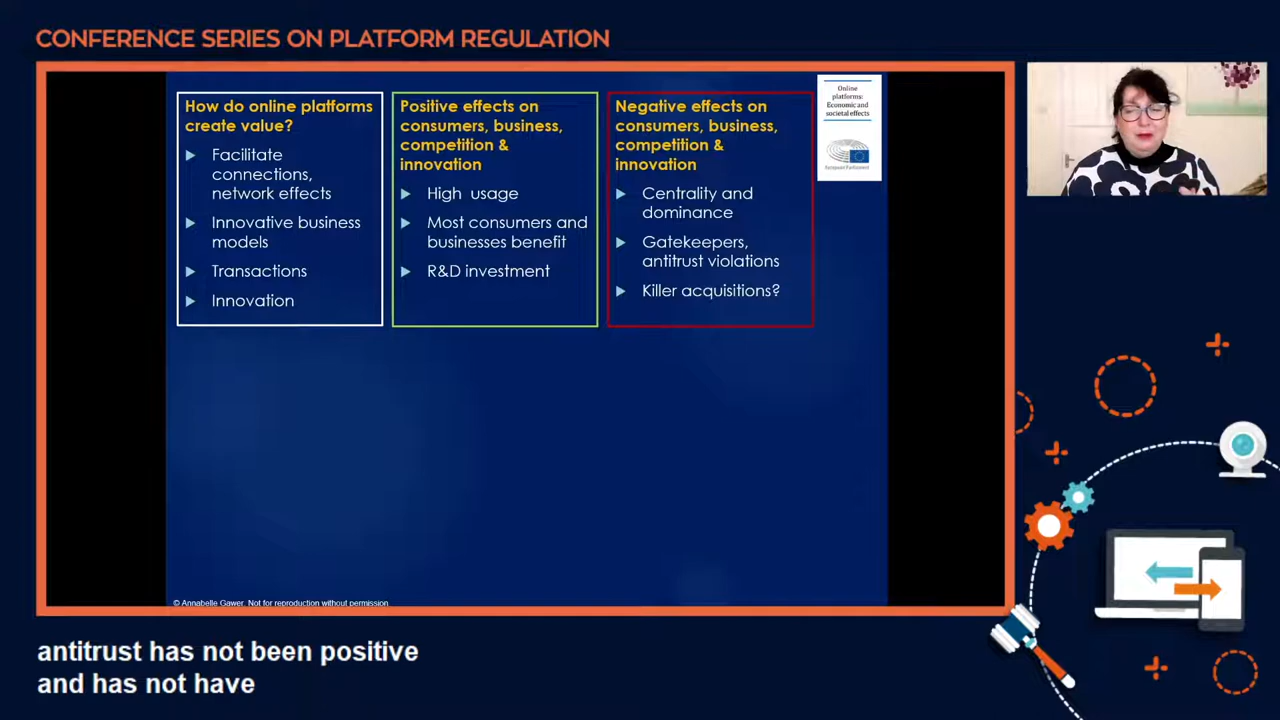 CONFERENCE SERIES ON PLATFORM REGULATION
How do online platforms
create value?
Facilitate
connections,
network effects
Innovative business
models
Transactions
Innovation
Positive effects on
consumers, business,
competition &
innovation
High usage
Most consumers and
businesses benefit
R&D investment
Negative effects on
consumers, business,
competition &
innovation
Centrality and
dominance
Gatekeepers,
antitrust violations
Killer acquisitions?
Online
platforms:
Economic and
societal effects
European Parliament
© Annabelle Gawer. Not for reproduction without permission
antitrust has not been positive
and has not have